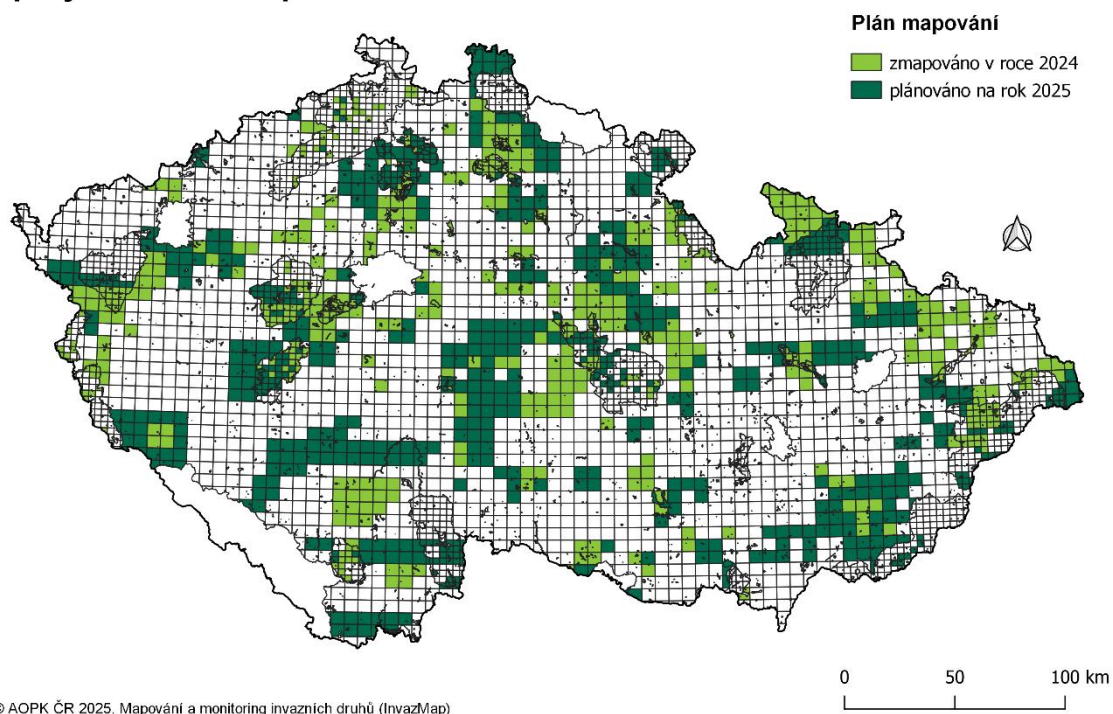 Plán mapování
zmapováno v roce 2024
plánováno na rok 2025
0 50 100 km
© AOPK ČR 2025. Mapování a monitoring invazních druhů (InvazMap)